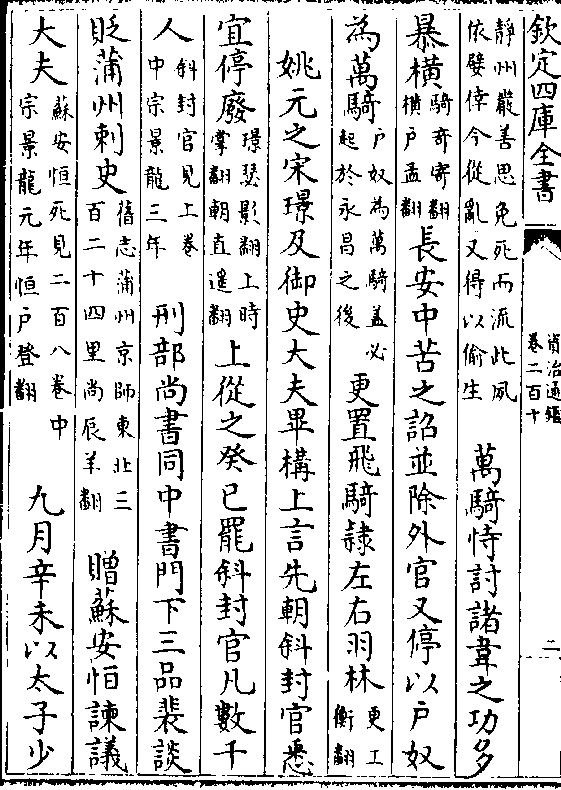 欽定四庫全書
資治通鑑
卷二百十
二
靜州嚴善思免死而流此夙
依嬖倖今從亂又得以偷生
萬騎恃討諸韋之功多
暴橫
騎奇寄翻
橫戶孟翻
長安中苦之詔並除外官又停以戶奴
為萬騎
戶奴為萬騎蓋必
起於永昌之後
更置飛騎隷左右羽林
更工
衡翻
姚元之宋璟及御史大夫畢構上言先朝斜封官悉
宜停廢
璟瑟影翻上時
掌翻朝直遥翻
上從之癸巳罷斜封官凡數千
人
斜封官見上卷
中宗景龍三年
刑部尚書同中書門下三品裴談
貶蒲州刺史
舊志蒲州京師東北三
百二十四里尚辰羊翻
贈蘇安恒諫議
大夫
蘇安恒死見二百八卷中
宗景龍元年恒戶登翻
九月辛未以太子少